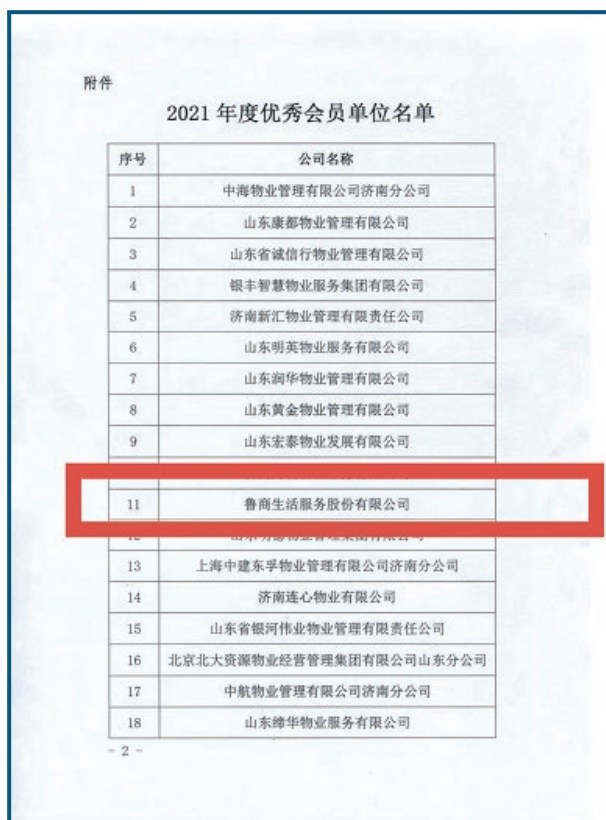 附件
2021 年度优秀会员单位名单
序号 公司名称
1 中海物业管理有限公司济南分公司
2 山东康都物业管理有限公司
3 山东省诚信行物业管理有限公司
4 银丰智慧物业服务集团有限公司
5 济南新汇物业管理有限责任公司
6 山东明英物业服务有限公司
7 山东润华物业管理有限公司
8 山东黄金物业管理有限公司
9 山东宏泰物业发展有限公司
11 鲁商生活服务股份有限公司
13 上海中建东孚物业管理有限公司济南分公司
14 济南连心物业有限公司
15 山东省银河伟业物业管理有限责任公司
16 北京北大资源物业经营管理集团有限公司山东分公司
17 中航物业管理有限公司济南分公司
18 山东缔华物业服务有限公司
- 2 -